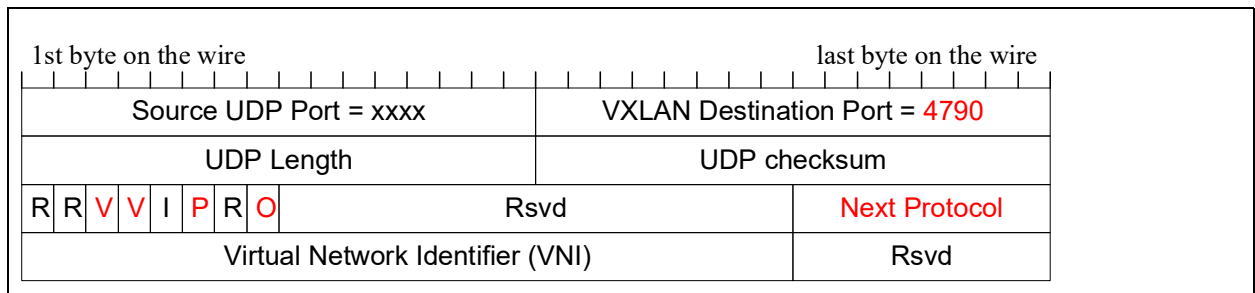 1st byte on the wire last byte on the wire
Source UDP Port = xxxx VXLAN Destination Port = 4790
UDP Length UDP checksum
R R V V I P R O Rsvd Next Protocol
Virtual Network Identifier (VNI) Rsvd